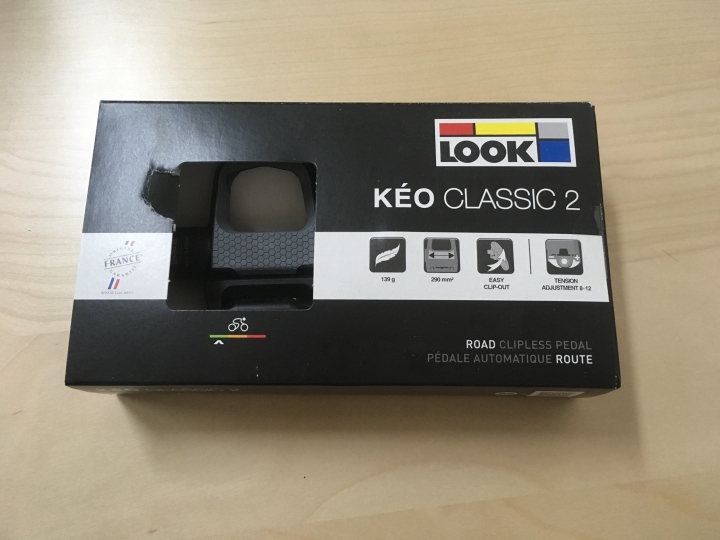 LOOK
KÉO CLASSIC 2
FRANCE
139 g
290 mm²
EASY
CLIP-OUT
TENSION
ADJUSTMENT 8-12
ROAD CLIPLESS PEDAL
PÉDALE AUTOMATIQUE ROUTE